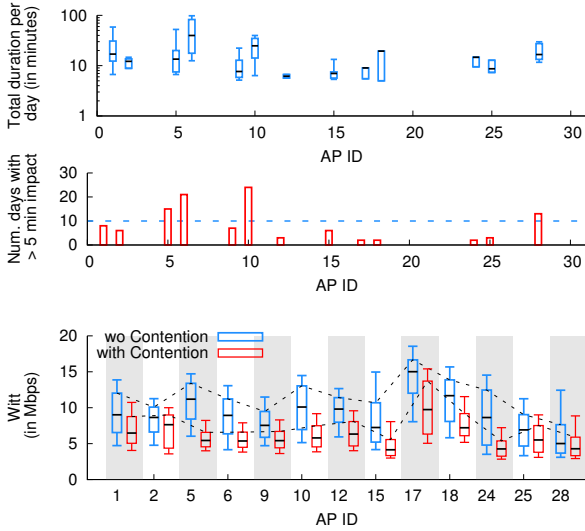 Total duration per
day (in minutes)
100
10
1
0 5 10 15 20 25 30
AP ID
Num. days with
> 5 min impact
30
20
10
0
0 5 10 15 20 25 30
AP ID
Witt
(in Mbps)
20
15
10
5
0
wo Contention
with Contention
1 2 5 6 9 10 12 15 17 18 24 25 28
AP ID